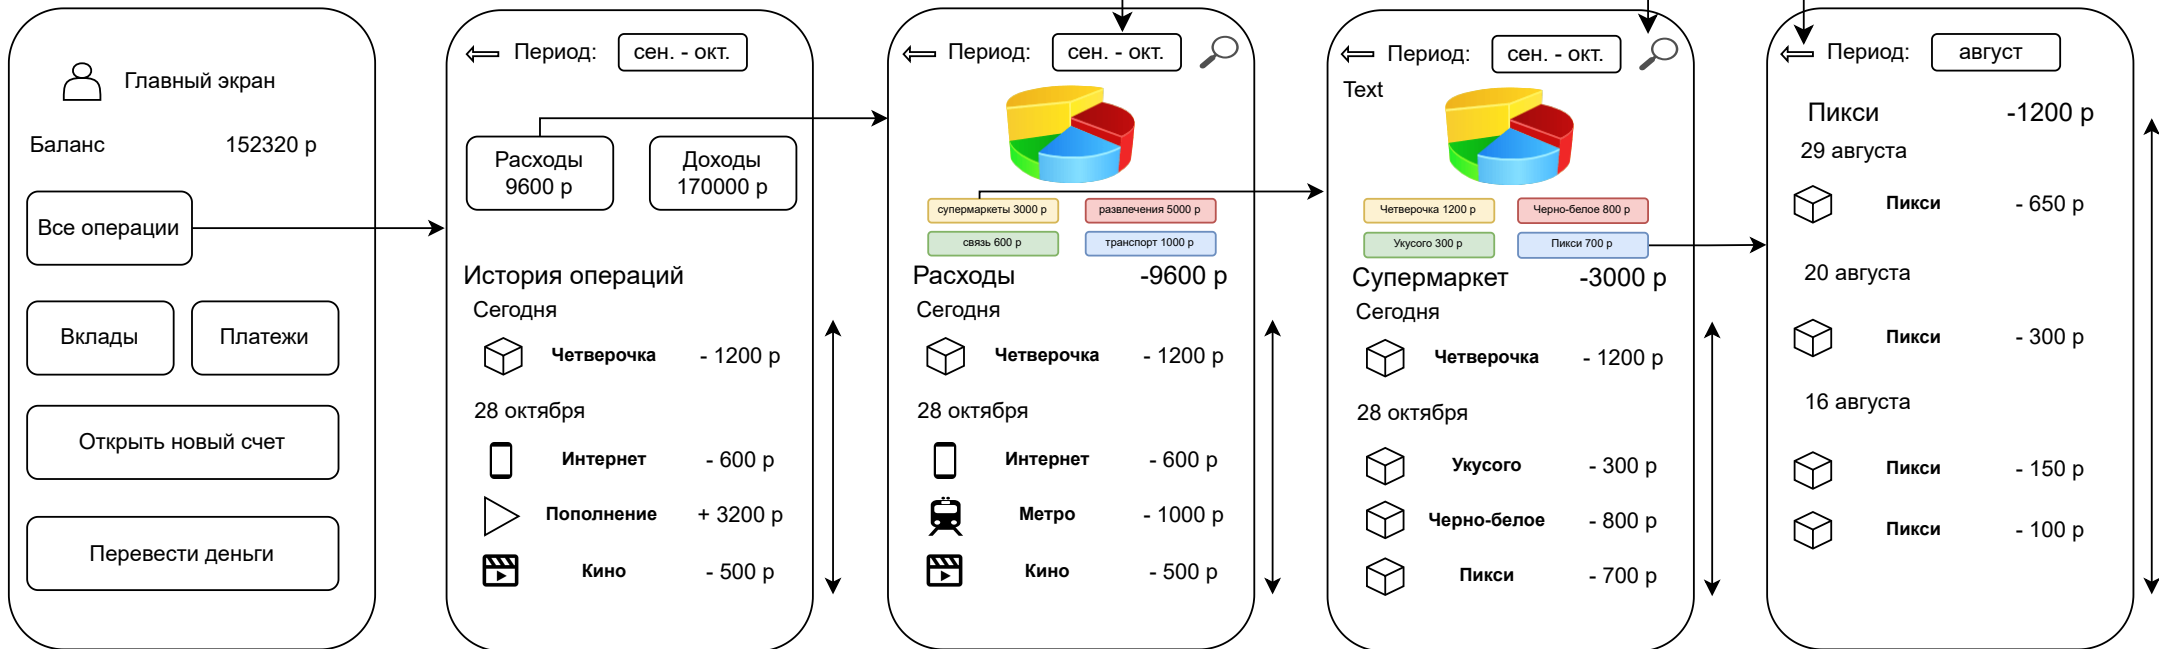 Главный экран
Баланс 152320 р
Все операции
Вклады
Платежи
Открыть новый счет
Перевести деньги
Период: сен. - окт.
Расходы
9600 р
Доходы
170000 р
История операций
Сегодня
Четверочка - 1200 р
28 октября
Интернет - 600 р
Пополнение + 3200 р
Кино - 500 р
Период: сен. - окт.
супермаркеты 3000 р
развлечения 5000 р
связь 600 р
транспорт 1000 р
Расходы -9600 р
Сегодня
Четверочка - 1200 р
28 октября
Интернет - 600 р
Метро - 1000 р
Кино - 500 р
Период: сен. - окт.
Text
Четверочка 1200 р
Черно-белое 800 р
Укусого 300 р
Пикси 700 р
Супермаркет -3000 р
Сегодня
Четверочка - 1200 р
28 октября
Укусого - 300 р
Черно-белое - 800 р
Пикси - 700 р
Период: август
Пикси -1200 р
29 августа
Пикси - 650 р
20 августа
Пикси - 300 р
16 августа
Пикси - 150 р
Пикси - 100 р